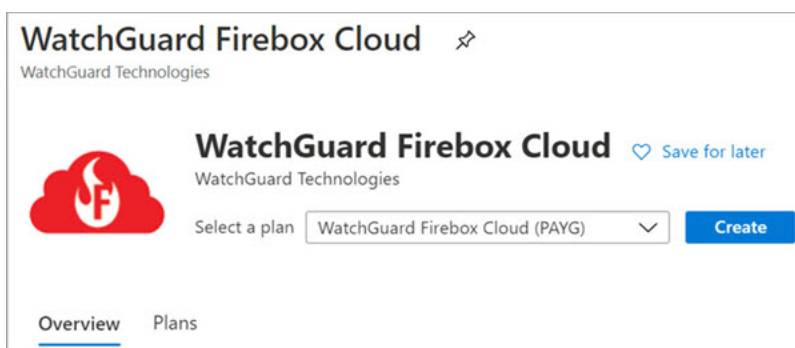 WatchGuard Firebox Cloud
WatchGuard Technologies
WatchGuard Firebox Cloud Save for later
WatchGuard Technologies
F
Select a plan WatchGuard Firebox Cloud (PAYG) Create
Overview Plans